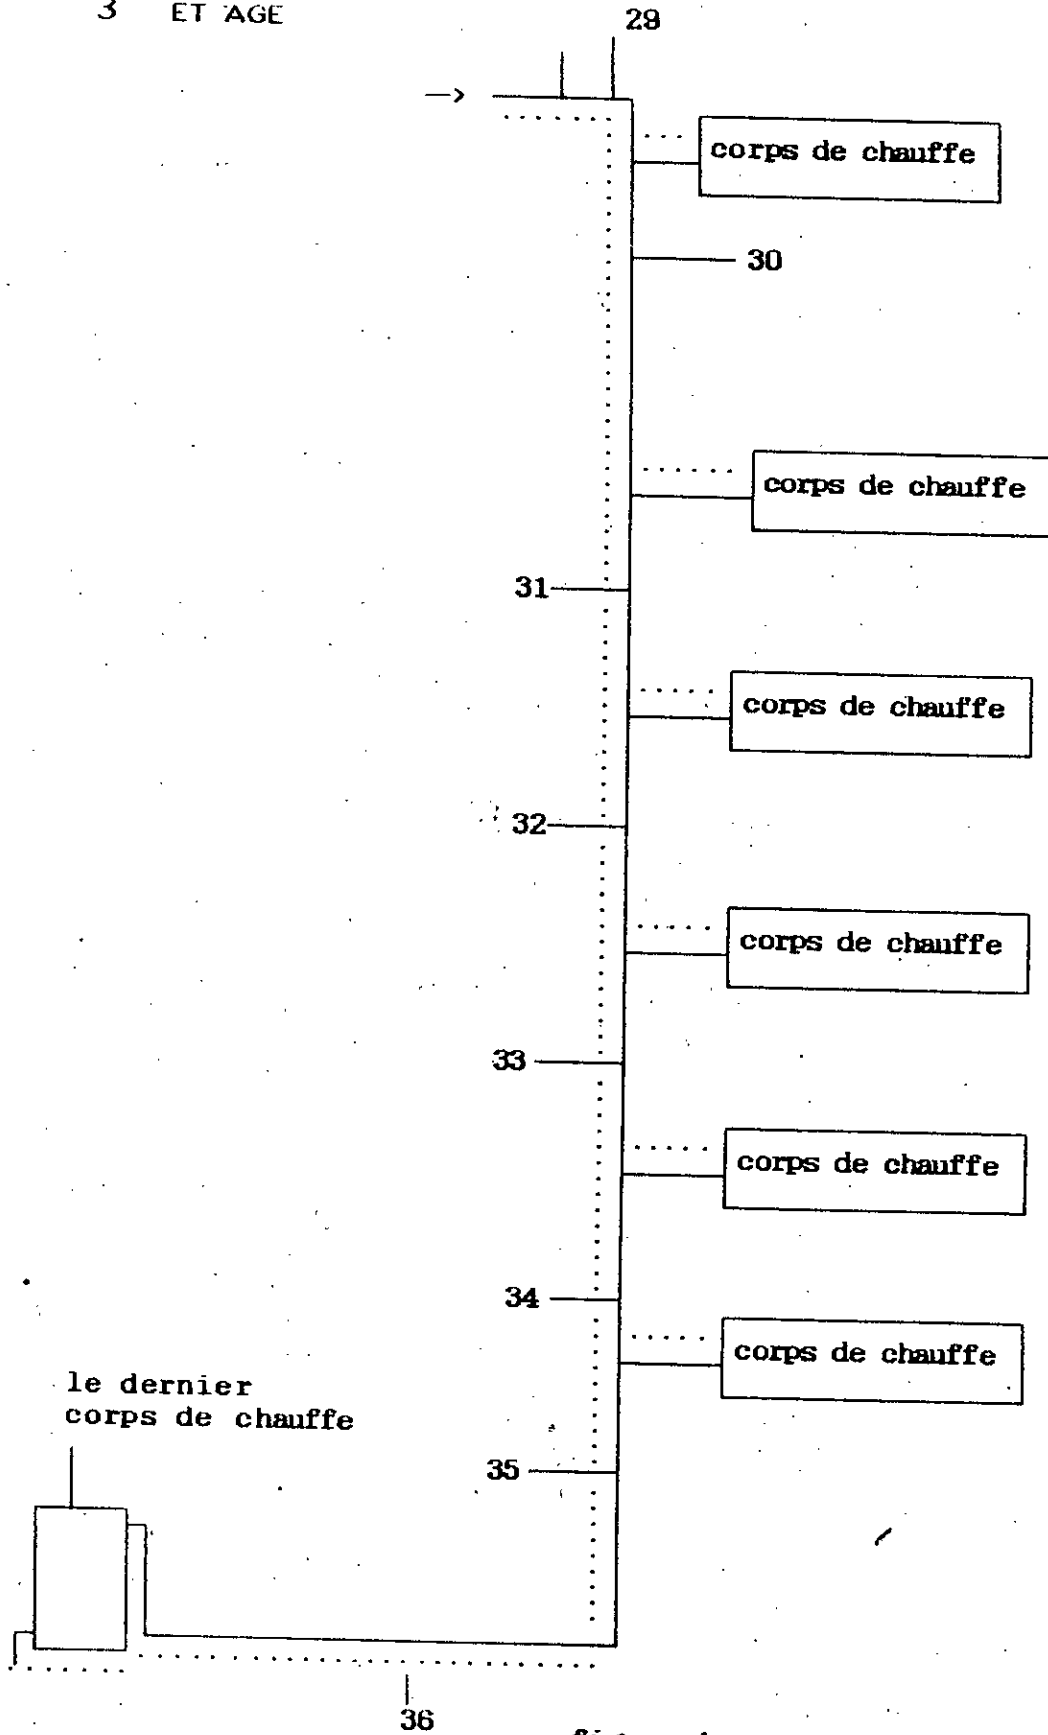 3 ET AGE
29
->
corps de chauffe
30
corps de chauffe
31
corps de chauffe
32
corps de chauffe
33
corps de chauffe
34
corps de chauffe
le dernier
corps de chauffe
35
36